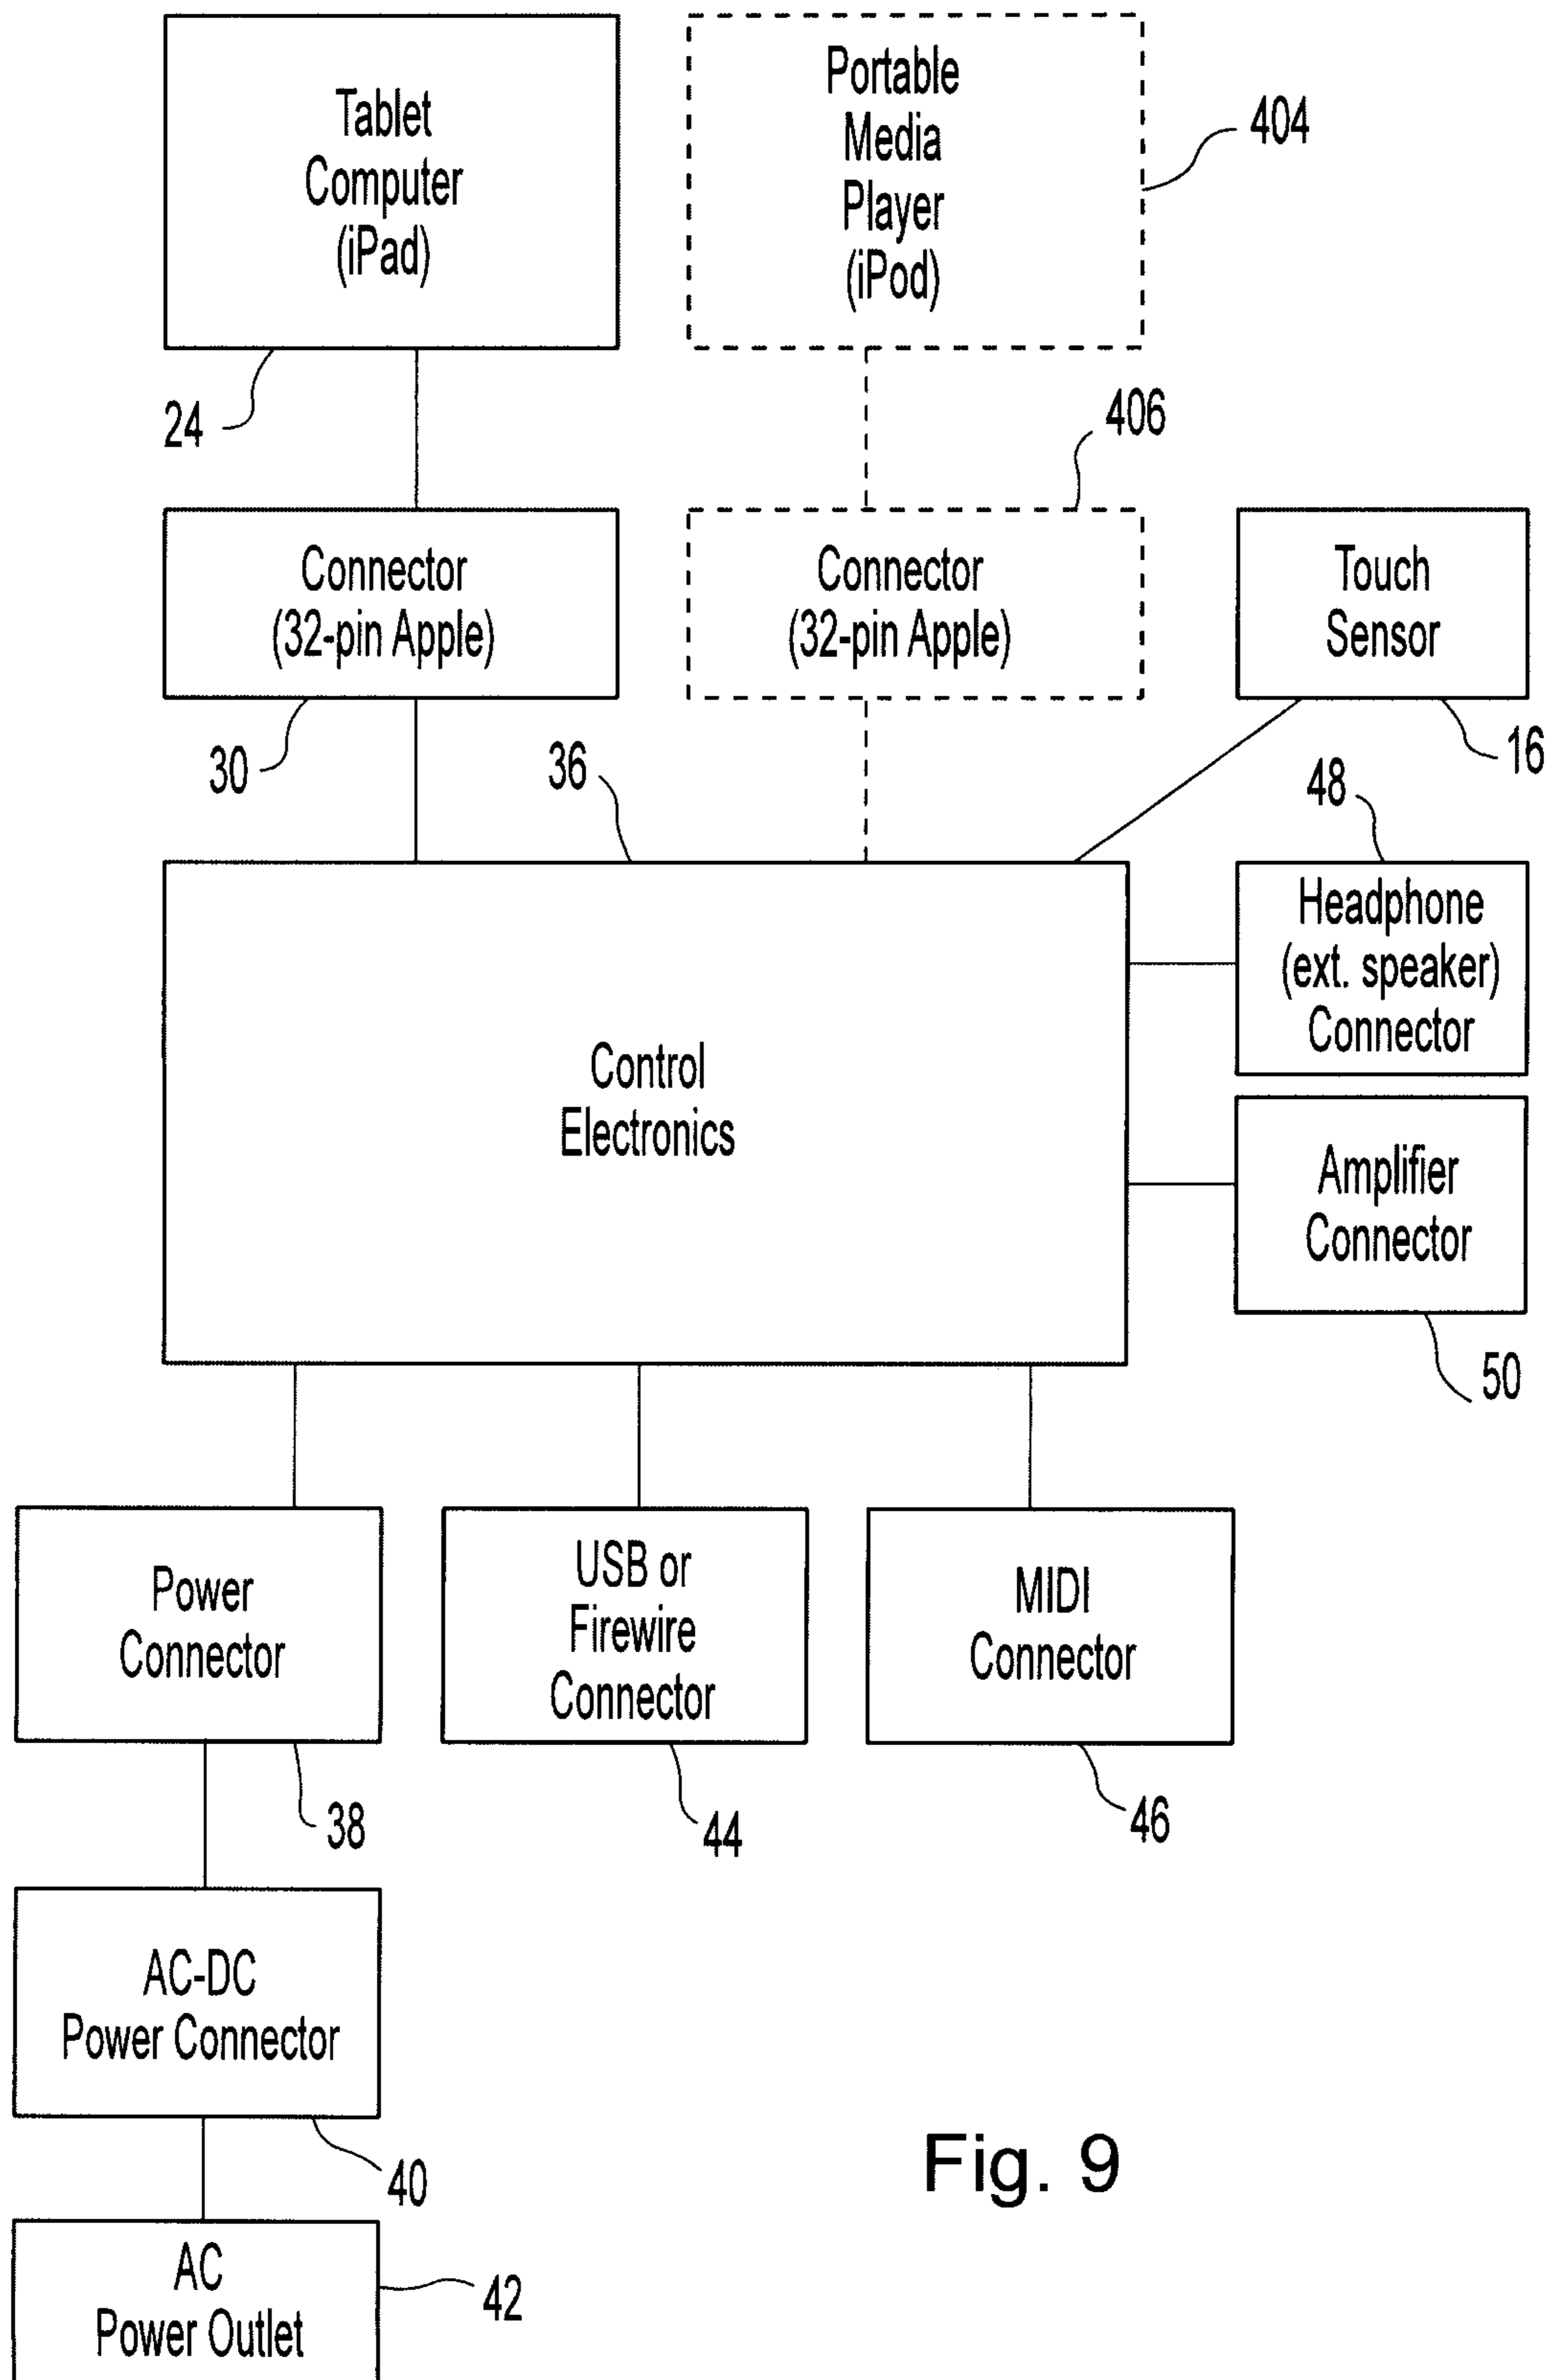 Tablet
Computer
(iPad)
Portable
Media
Player
(iPod)
404
24
406
Connector
(32-pin Apple)
Connector
(32-pin Apple)
Touch
Sensor
30
36
16
48
Headphone
(ext. speaker)
Connector
Control
Electronics
Amplifier
Connector
50
Power
Connector
USB or
Firewire
Connector
MIDI
Connector
38
44
46
AC-DC
Power Connector
40
Fig. 9
AC
Power Outlet
42